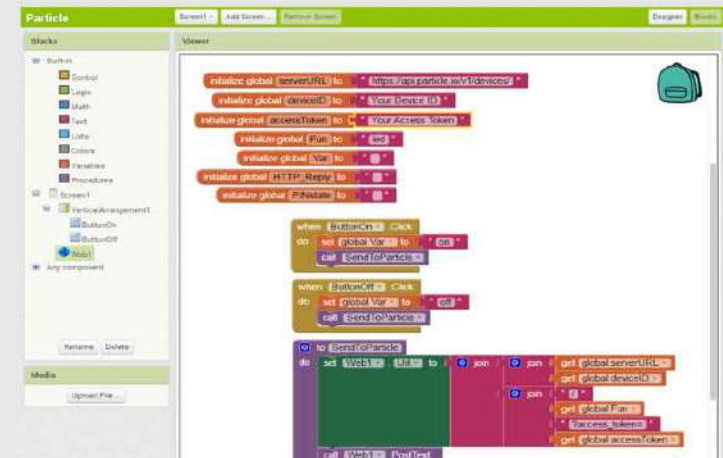 Particle
Screen1 Add Screen ... Remove Screen Designer Blocks
Blocks
Viewer
Built-in
Control
Logic
Math
Text
Lists
Colors
Variables
Procedures
Screen1
VerticalArrangement1
ButtonOn
ButtonOff
Web1
Any component
Rename Delete
Media
Upload File ...
initialize global serverURL to " https://api.particle.io/v1/devices/ "
initialize global deviceID to " Your Device ID "
initialize global accessToken to " Your Access Token "
initialize global Fun to " led "
initialize global Var to " "
initialize global HTTP_Reply to " "
initialize global to " "
when ButtonOn .Click
do set global Var to " on "
call SendToParticle
when ButtonOff .Click
do set global Var to " off "
call SendToParticle
to SendToParticle
do set Web1 . Url to join join get global serverURL
get global deviceID
join " / "
get global Fun
" ?access_token= "
get global accessToken
call Web1 .PostText